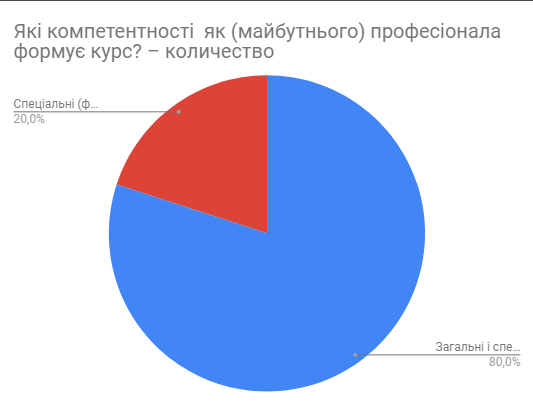 Які компетентності  як (майбутнього) професіонала
формує курс? – количество
Спеціальні (ф…
20,0%
Загальні і спе…
80,0%